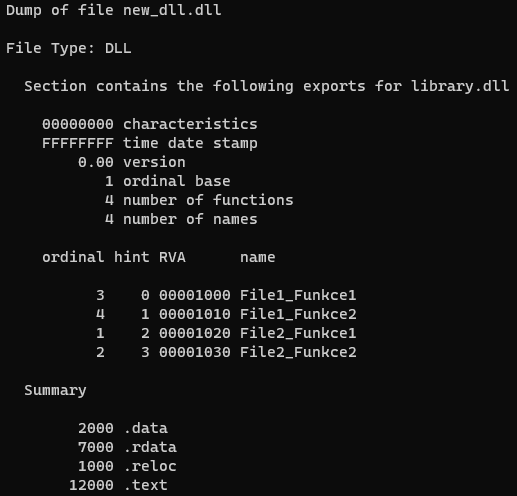 Dump of file new_dll.dll
File Type: DLL
Section contains the following exports for library.dll
00000000 characteristics
FFFFFFFF time date stamp
0.00 version
1 ordinal base
4 number of functions
4 number of names
ordinal hint RVA name
3 0 00001000 File1_Funkce1
4 1 00001010 File1_Funkce2
1 2 00001020 File2_Funkce1
2 3 00001030 File2_Funkce2
Summary
2000 .data
7000 .rdata
1000 .reloc
12000 .text